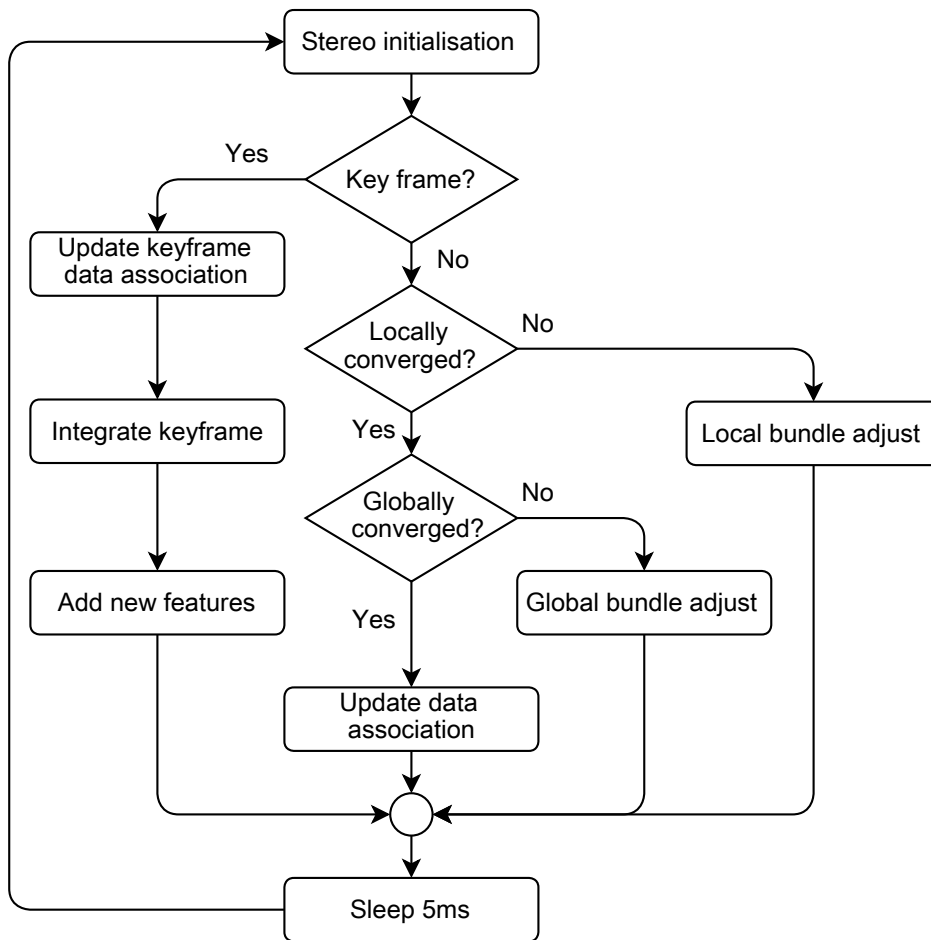 Stereo initialisation
Yes
Key frame?
Update keyframe
data association
No
Locally
converged?
No
Integrate keyframe
Yes
Local bundle adjust
Globally
converged?
No
Add new features
Yes
Global bundle adjust
Update data
association
Sleep 5ms